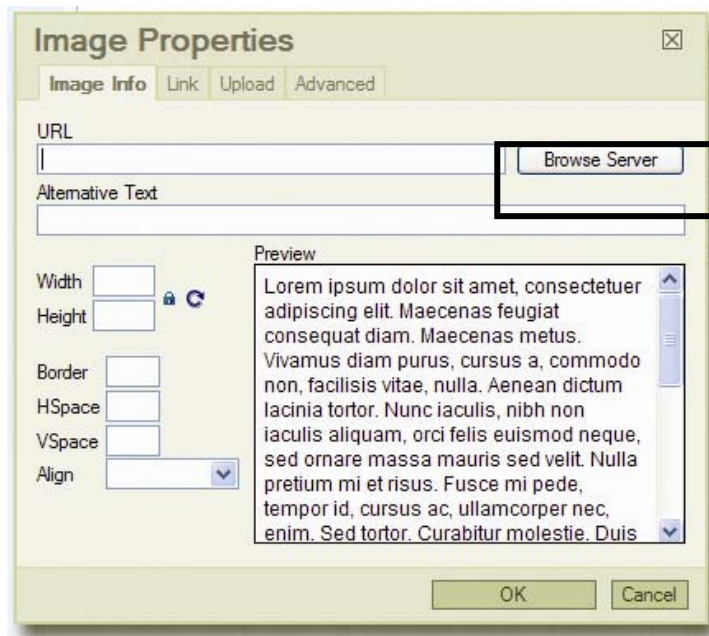 Image Properties
Image Info Link Upload Advanced
URL
Browse Server
Alternative Text
Preview
Width
Height
Border
HSpace
VSpace
Align
Lorem ipsum dolor sit amet, consectetuer
adipiscing elit. Maecenas feugiat
consequat diam. Maecenas metus.
Vivamus diam purus, cursus a, commodo
non, facilisis vitae, nulla. Aenean dictum
lacinia tortor. Nunc iaculis, nibh non
iaculis aliquam, orci felis euismod neque,
sed ornare massa mauris sed velit. Nulla
pretium mi et risus. Fusce mi pede,
tempor id, cursus ac, ullamcorper nec,
enim. Sed tortor. Curabitur molestie. Duis
OK Cancel